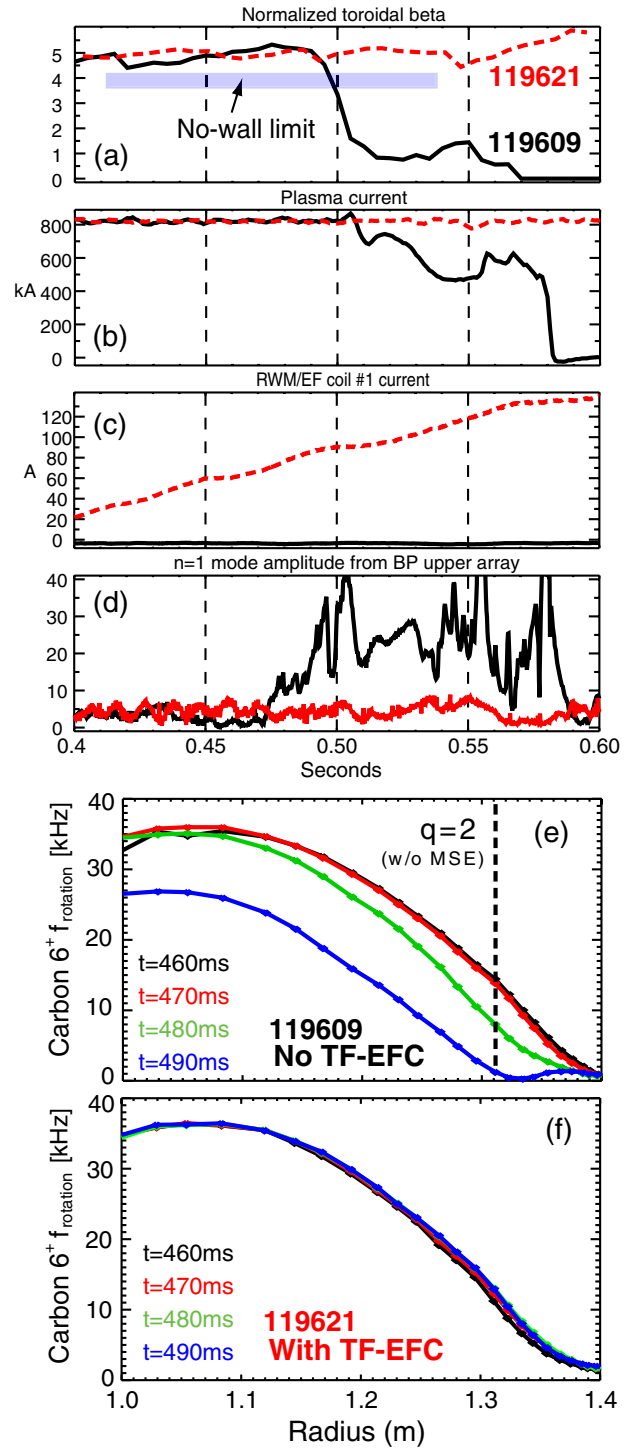 Normalized toroidal beta
5
4
3
2
1
0
119621
No-wall limit
119609
(a)
Plasma current
800
600
kA
400
200
0
(b)
RWM/EF coil #1 current
(c)
120
100
80
A
60
40
20
0
n=1 mode amplitude from BP upper array
40
30
20
10
0
(d)
0.4 0.45 0.50 0.55 0.60
Seconds
40
30
20
10
0
Carbon 6+ f rotation [kHz]
q=2
(w/o MSE)
(e)
t=460ms
t=470ms
t=480ms
t=490ms
119609
No TF-EFC
40
30
20
10
0
Carbon 6+ f rotation [kHz]
(f)
t=460ms
t=470ms
t=480ms
t=490ms
119621
With TF-EFC
1.0 1.1 1.2 1.3 1.4
Radius (m)